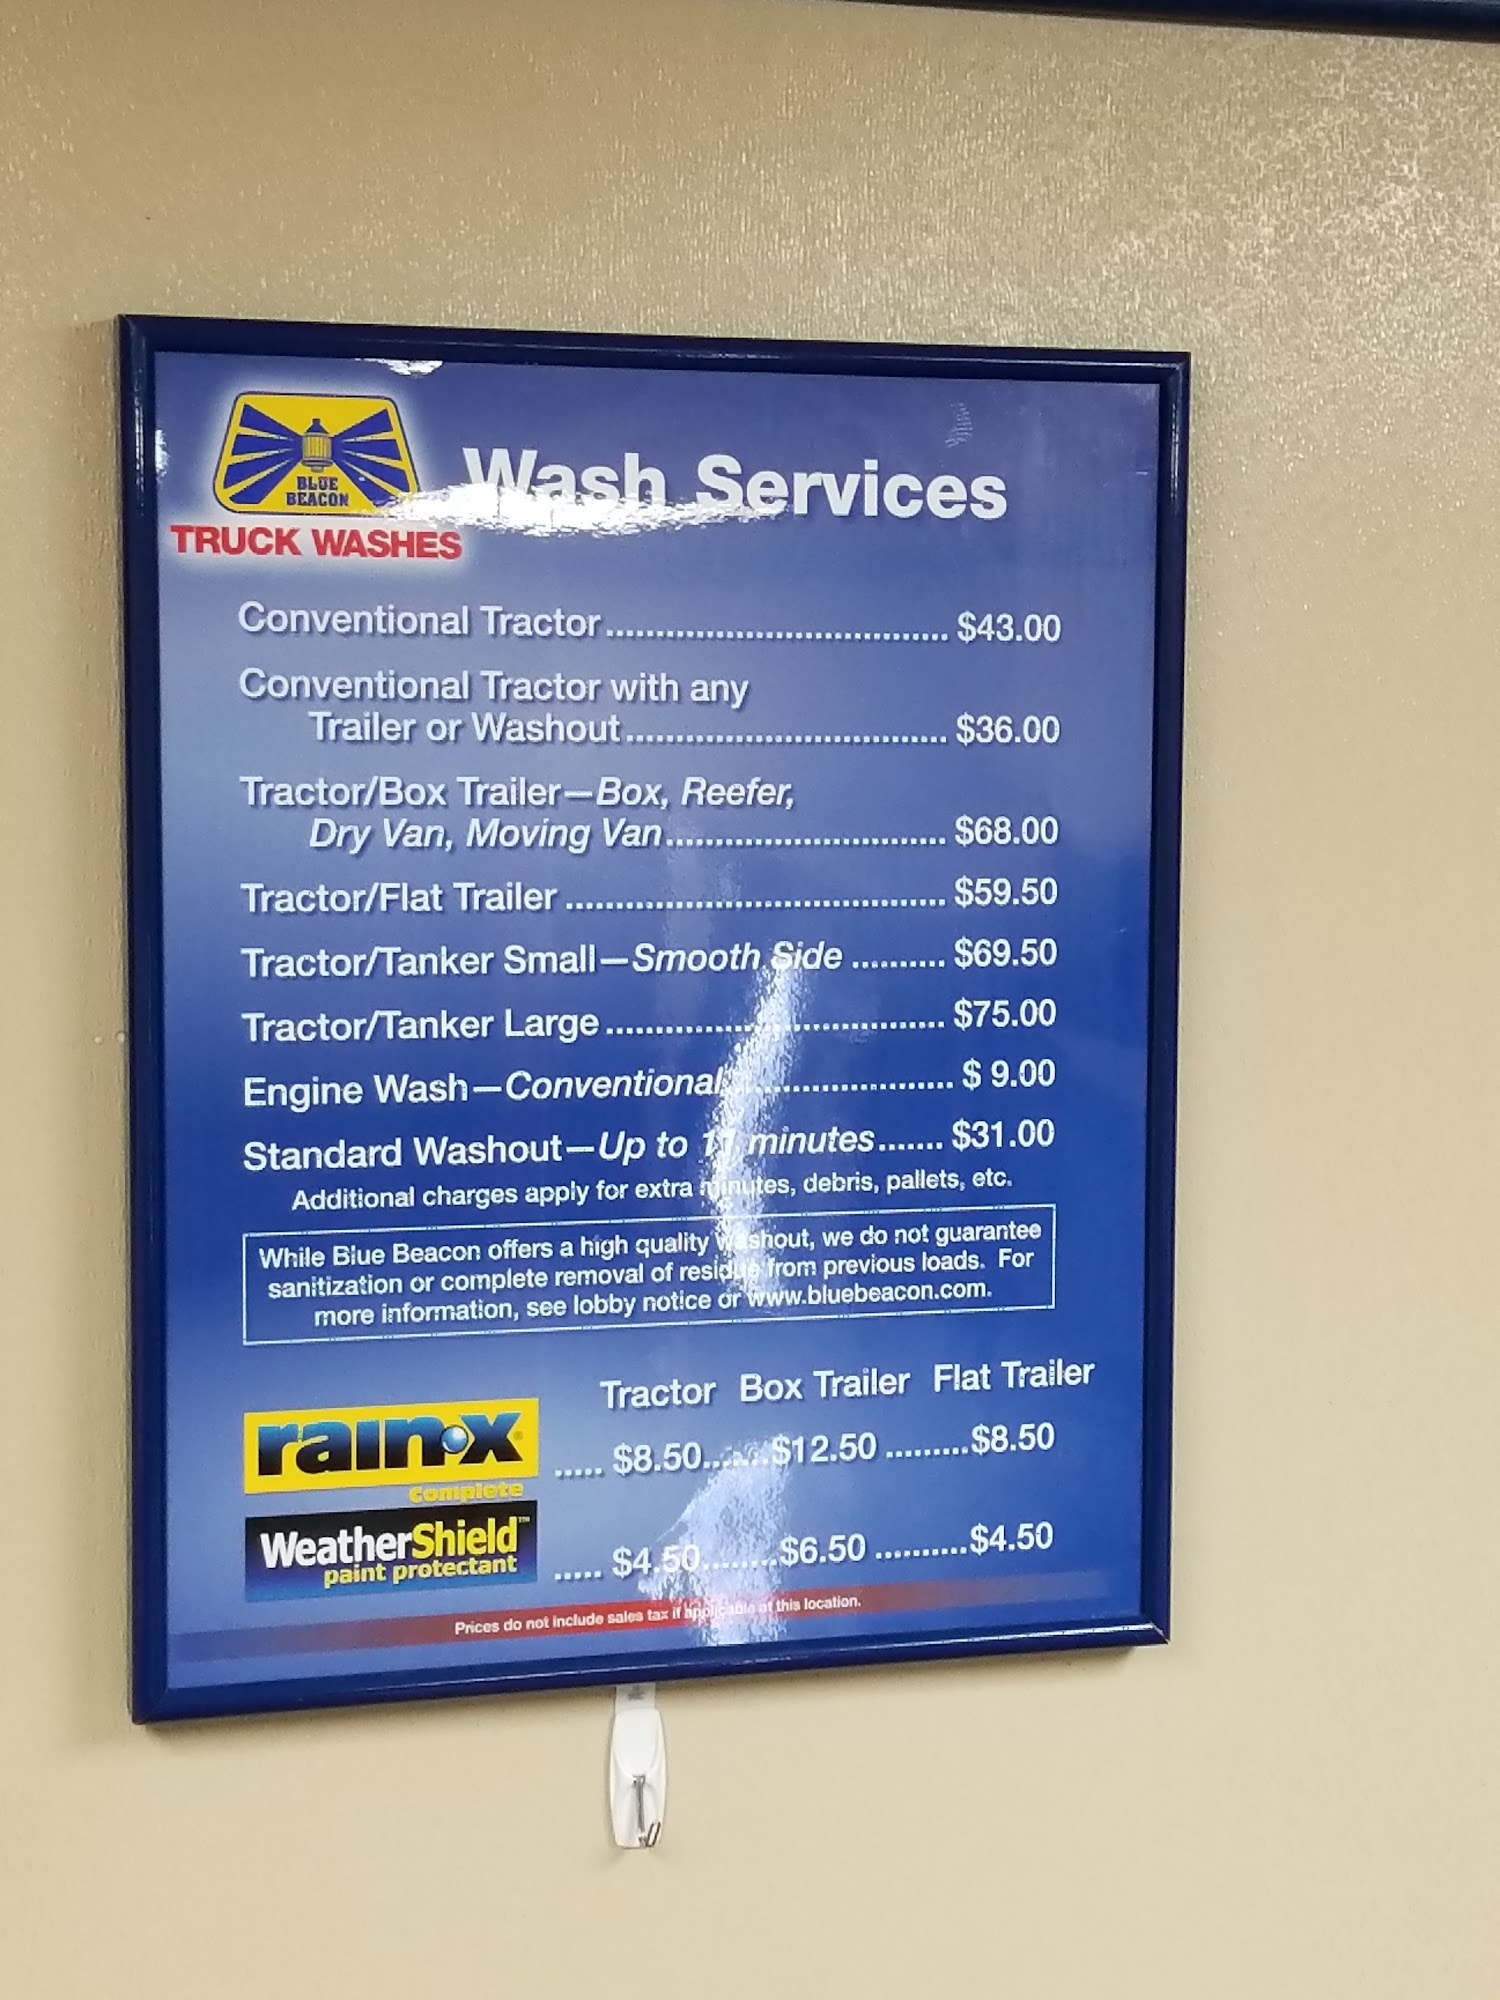 BLUE
BEACON
TRUCK WASHES
Wash Services
Conventional Tractor.................................. $43.00
Conventional Tractor with any
Trailer or Washout................................ $36.00
Tractor/Box Trailer—Box, Reefer,
Dry Van, Moving Van............................ $68.00
Tractor/Flat Trailer ...................................... $59.50
Tractor/Tanker Small—Smooth Side .......... $69.50
Tractor/Tanker Large.................................. $75.00
Engine Wash—Conventional....................... $ 9.00
Standard Washout—Up to minutes....... $31.00
Additional charges apply for extra minutes, debris, pallets, etc.
While Blue Beacon offers a high quality washout, we do not guarantee
sanitization or complete removal of residue from previous loads. For
more information, see lobby notice or www.bluebeacon.com.
Tractor Box Trailer Flat Trailer
rain-x®
complete
..... $8.50.......$12.50 .........$8.50
WeatherShield™
paint protectant
..... $4.50........$6.50 ..........$4.50
Prices do not include sales tax if applicable at this location.